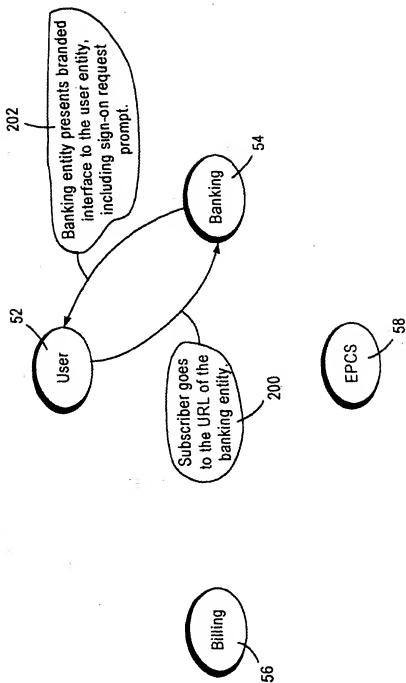 202
Banking entity presents branded
interface to the user entity,
including sign-on request
prompt.
52
User
Banking
54
Subscriber goes
to the URL of the
banking entity.
200
EPCS
58
Billing
56